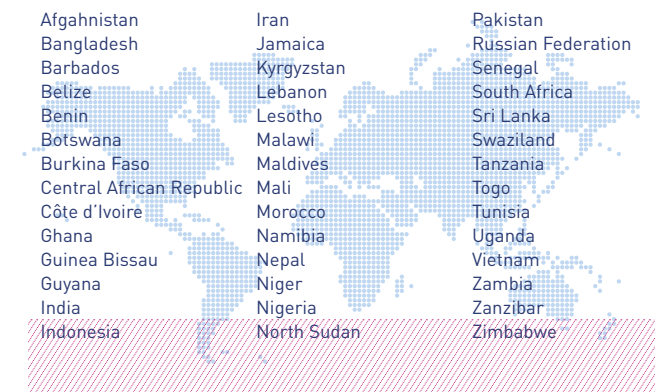 Afgahnistan
Bangladesh
Barbados
Belize
Benin
Botswana
Burkina Faso
Central African Republic
Côte d'Ivoire
Ghana
Guinea Bissau
Guyana
India
Indonesia
Iran
Jamaica
Kyrgyzstan
Lebanon
Lesotho
Malawi
Maldives
Mali
Morocco
Namibia
Nepal
Niger
Nigeria
North Sudan
Pakistan
Russian Federation
Senegal
South Africa
Sri Lanka
Swaziland
Tanzania
Togo
Tunisia
Uganda
Vietnam
Zambia
Zanzibar
Zimbabwe